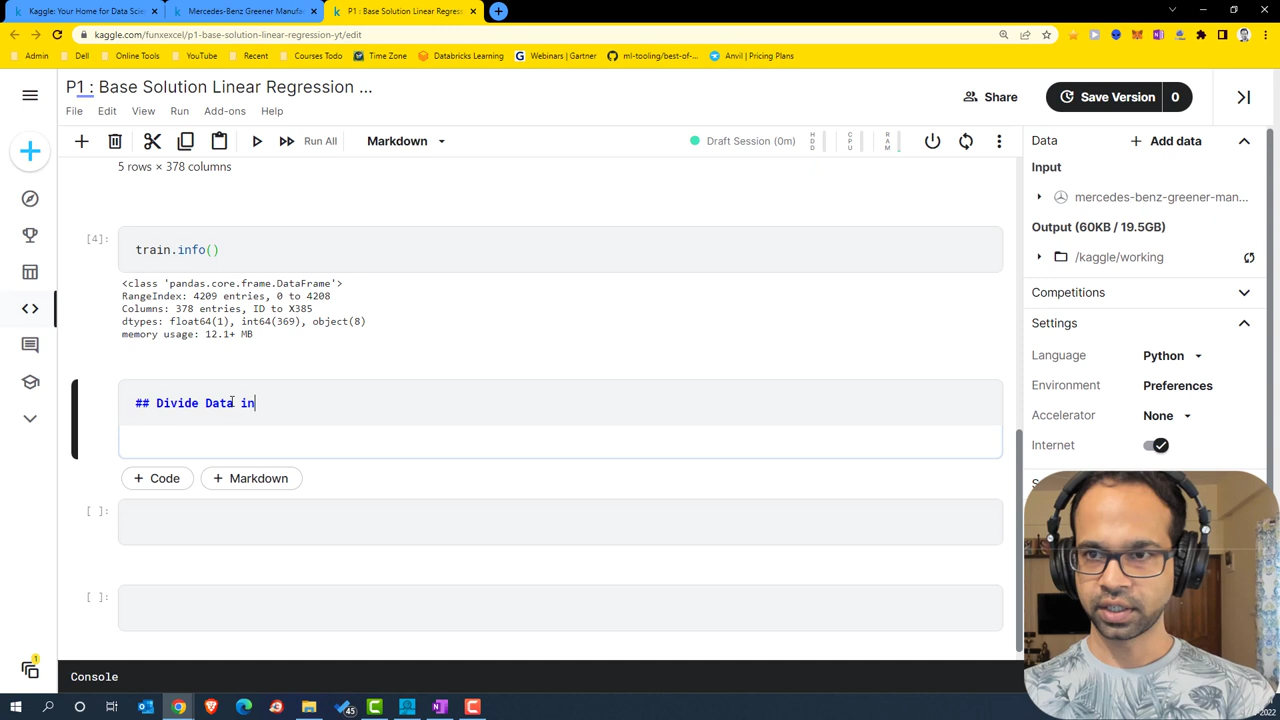 Kaggle: Your Home for Data Scien
Mercedes-Benz Greener Manufac
P1 : Base Solution Linear Regress
kaggle.com/funxexcel/p1-base-solution-linear-regression-yt/edit
Admin
Dell
Online Tools
YouTube
Recent
Courses Todo
Time Zone
Databricks Learning
Webinars | Gartner
ml-tooling/best-of-...
Anvil | Pricing Plans
P1 : Base Solution Linear Regression ...
File Edit View Run Add-ons Help
Share
Save Version 0
Run All
Markdown
Draft Session (0m)
HDD
CPU
RAM
5 rows × 378 columns
[4]:
train.info()
<class 'pandas.core.frame.DataFrame'>
RangeIndex: 4209 entries, 0 to 4208
Columns: 378 entries, ID to X385
dtypes: float64(1), int64(369), object(8)
memory usage: 12.1+ MB
## Divide Data in
+ Code
+ Markdown
[ ]:
[ ]:
Console
Data
+ Add data
Input
mercedes-benz-greener-man...
Output (60KB / 19.5GB)
/kaggle/working
Competitions
Settings
Language Python
Environment Preferences
Accelerator None
Internet
1
45